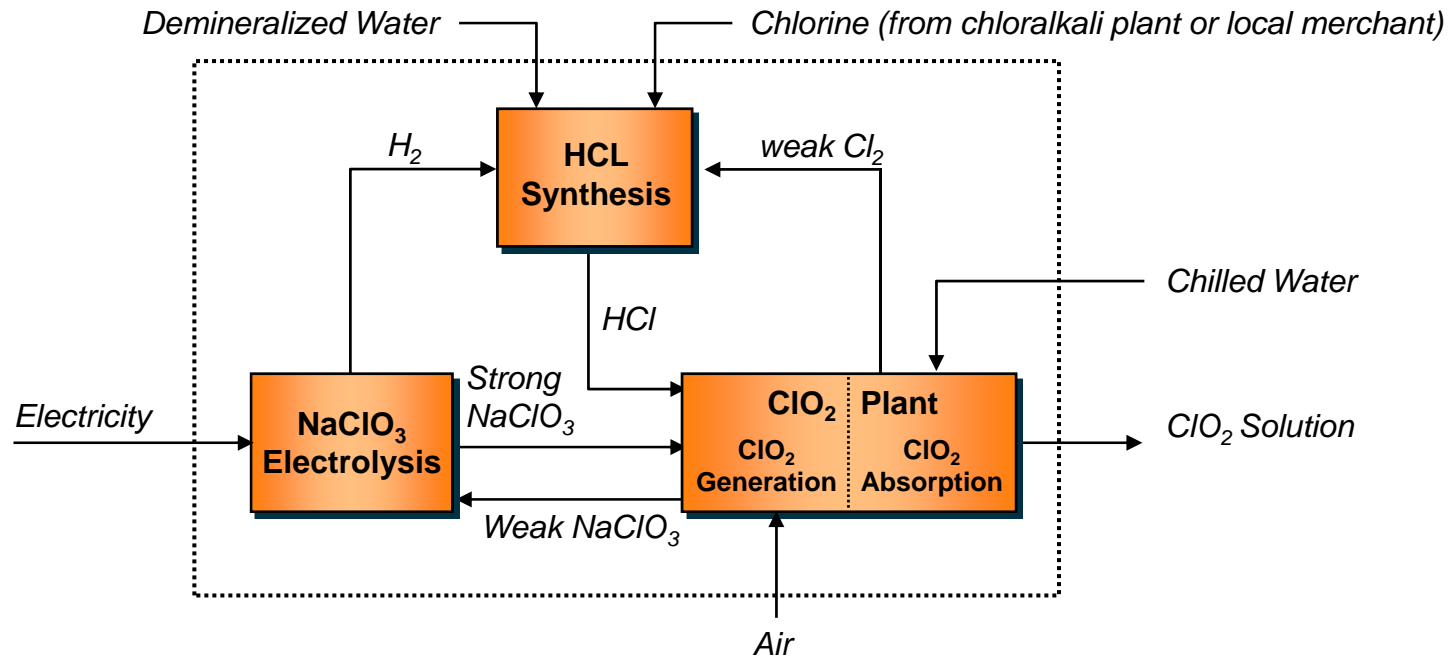 Demineralized Water
Chlorine (from chloralkali plant or local merchant)
H₂
HCL
Synthesis
weak Cl₂
Chilled Water
HCl
Strong
NaClO₃
Electricity
NaClO₃
Electrolysis
ClO₂ Plant
ClO₂
Generation
ClO₂
Absorption
ClO₂ Solution
Weak NaClO₃
Air